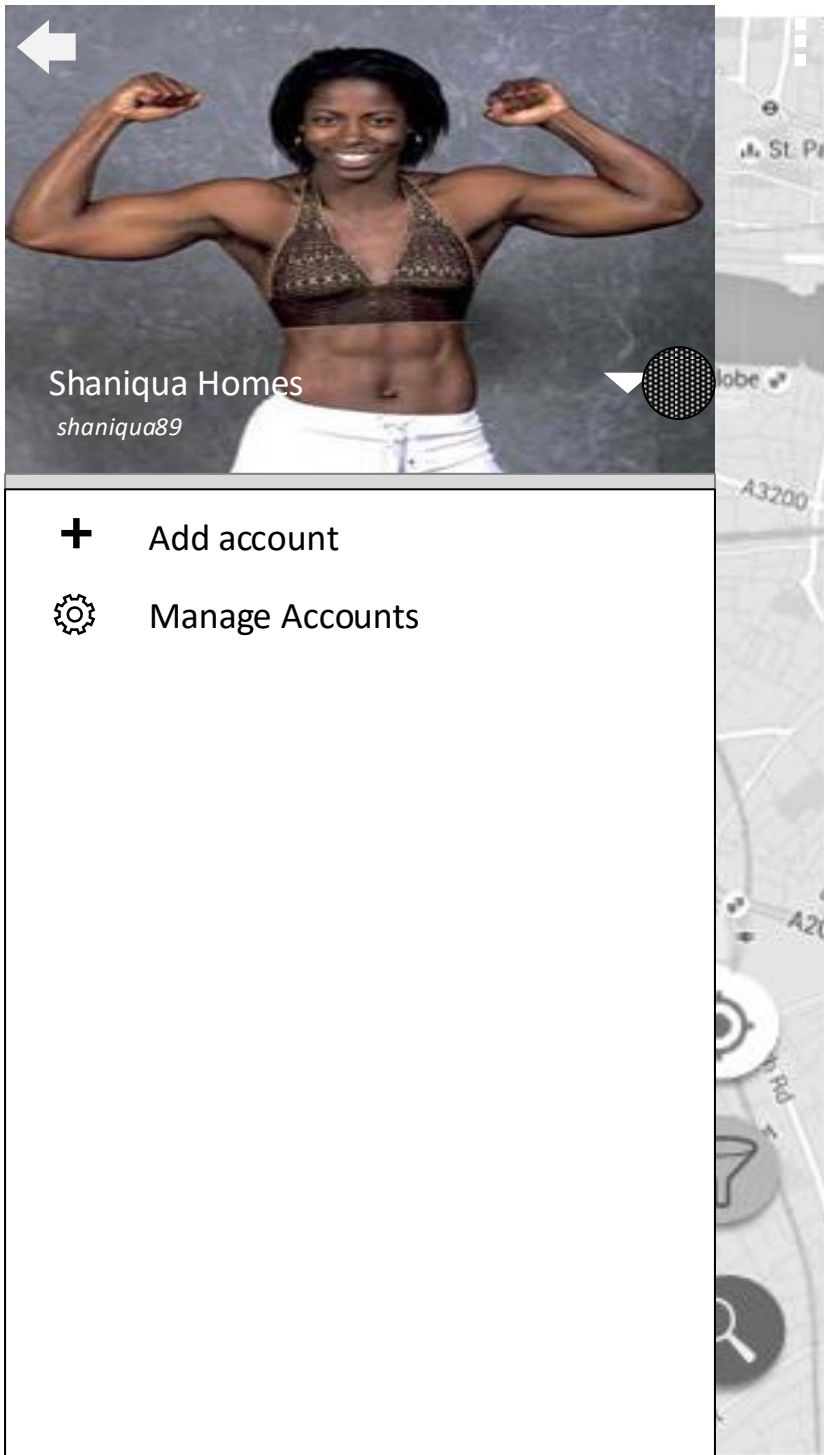 St. Pa
Shaniqua Homes
lobe
shaniqua89
A3200
Add account
Manage Accounts
A20
Rd